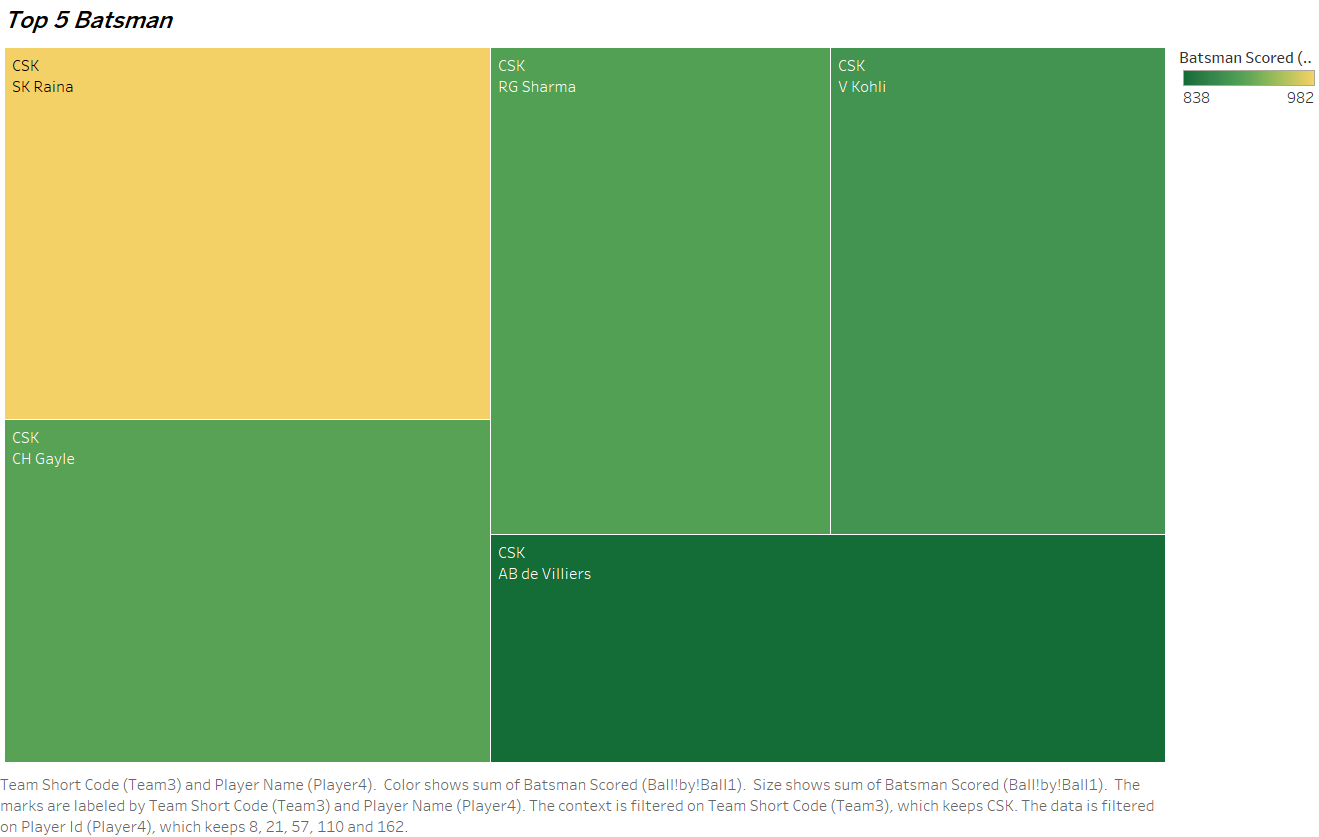 Top 5 Batsman
CSK
SK Raina
CSK
RG Sharma
CSK
V Kohli
Batsman Scored (..
838 982
CSK
CH Gayle
CSK
AB de Villiers
Team Short Code (Team3) and Player Name (Player4).  Color shows sum of Batsman Scored (Ball!by!Ball1).  Size shows sum of Batsman Scored (Ball!by!Ball1).  The
marks are labeled by Team Short Code (Team3) and Player Name (Player4). The context is filtered on Team Short Code (Team3), which keeps CSK. The data is filtered
on Player Id (Player4), which keeps 8, 21, 57, 110 and 162.